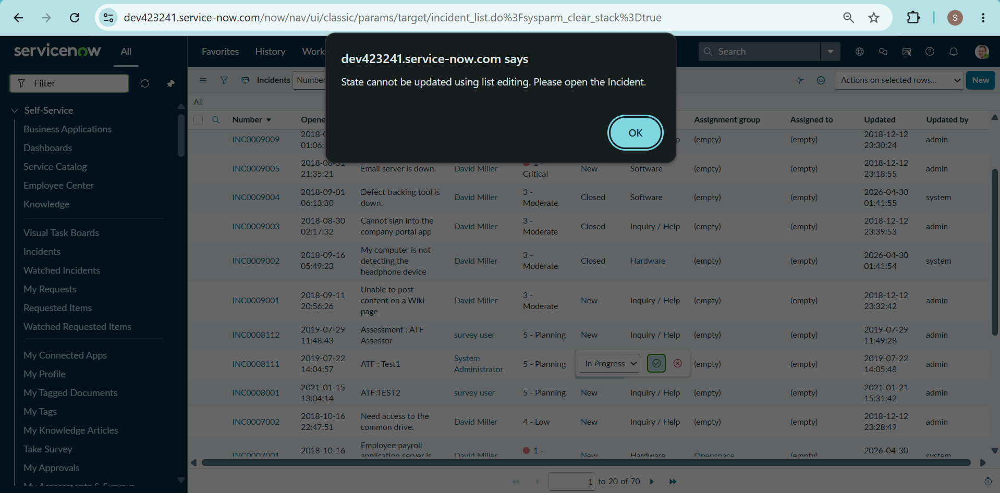 dev423241.service-now.com/now/nav/ui/classic/params/target/incident_list.do%3Fsysparm_clear_stack%3Dtrue
S
servicenow
All
Favorites
History
Search
dev423241.service-now.com says
State cannot be updated using list editing. Please open the Incident.
OK
Filter
Incidents
Number
Actions on selected rows...
New
Self-Service
Business Applications
Dashboards
Service Catalog
Employee Center
Knowledge
Visual Task Boards
Incidents
Watched Incidents
My Requests
Requested Items
Watched Requested Items
My Connected Apps
My Profile
My Tagged Documents
My Tags
My Knowledge Articles
Take Survey
My Approvals
All
Number Assignment group Assigned to Updated Updated by
INC0009009 (empty) (empty) 2018-12-12 23:30:24 admin
INC0009005 2018-08-31 21:35:21 Email server is down. David Miller 1 - Critical New Software (empty) (empty) 2018-12-12 23:18:55 admin
INC0009004 2018-09-01 06:13:30 Defect tracking tool is down. David Miller 3 - Moderate Closed Software (empty) (empty) 2026-04-30 01:41:55 system
INC0009003 2018-08-30 02:17:32 Cannot sign into the company portal app David Miller 3 - Moderate Closed Inquiry / Help (empty) (empty) 2018-12-12 23:39:53 admin
INC0009002 2018-09-16 05:49:23 My computer is not detecting the headphone device David Miller 3 - Moderate Closed Hardware (empty) (empty) 2026-04-30 01:41:54 system
INC0009001 2018-09-11 20:56:26 Unable to post content on a Wiki page David Miller 3 - Moderate New Inquiry / Help (empty) (empty) 2018-12-12 23:32:42 admin
INC0008112 2019-07-29 11:48:43 Assessment : ATF Assessor survey user 5 - Planning New Inquiry / Help (empty) (empty) 2019-07-29 11:49:28 admin
INC0008111 2019-07-22 14:04:57 ATF : Test1 System Administrator 5 - Planning In Progress (empty) (empty) 2019-07-22 14:05:48 admin
INC0008001 2021-01-15 13:04:14 ATF:TEST2 survey user 5 - Planning New Inquiry / Help (empty) (empty) 2021-01-21 15:31:42 admin
INC0007002 2018-10-16 22:47:51 Need access to the common drive. David Miller 4 - Low New Inquiry / Help (empty) (empty) 2018-12-12 23:28:49 admin
INC0007001 2018-10-16 Employee payroll application server is David Miller 1 - New Hardware Openspace (empty) 2026-04-30 system
1 to 20 of 70